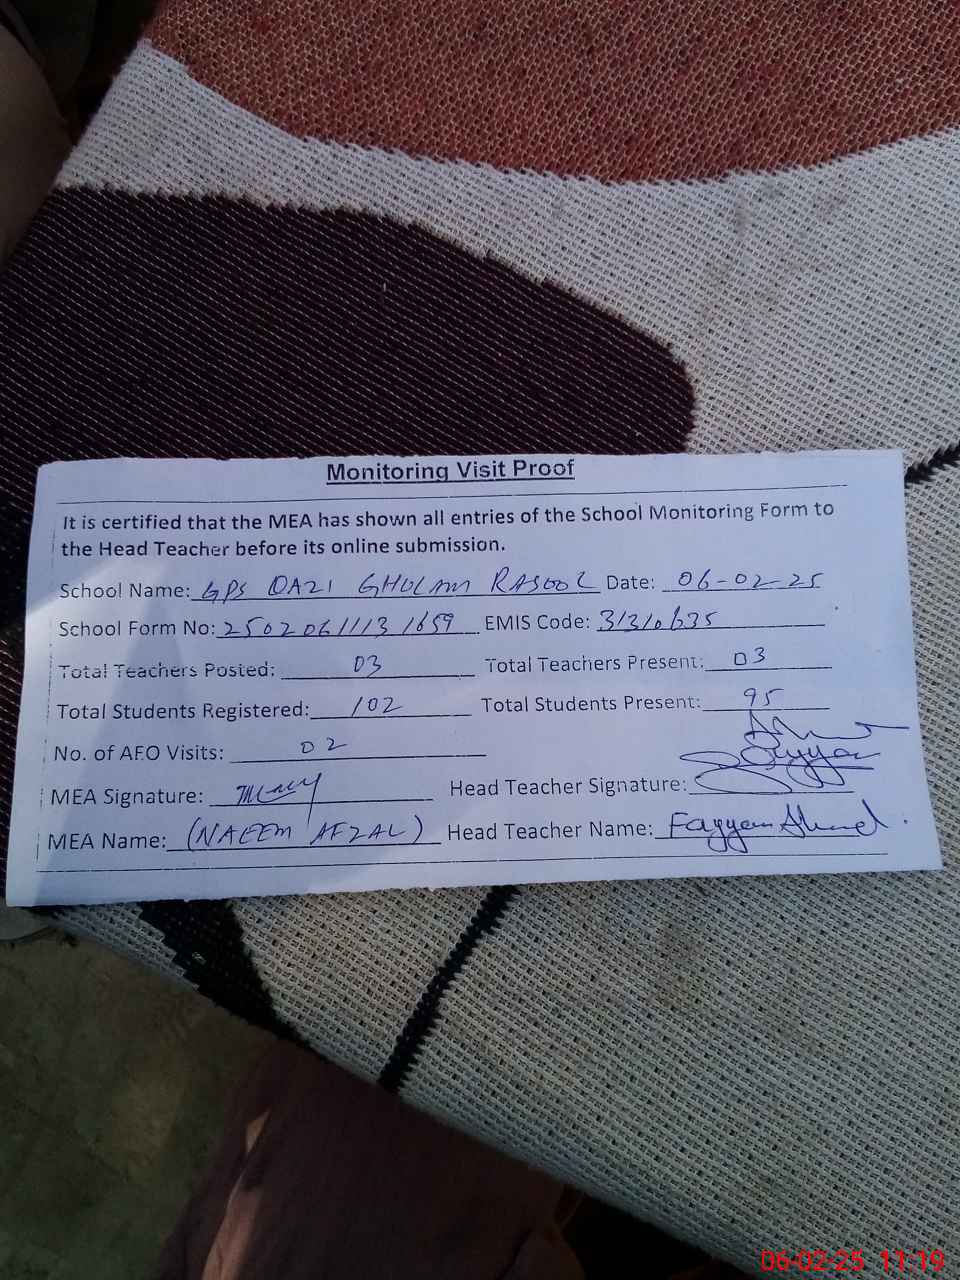 Monitoring Visit Proof
It is certified that the MEA has shown all entries of the School Monitoring Form to
the Head Teacher before its online submission.
School Name: GPS QAZI GHULAM RASOOL Date: 06-02-25
School Form No: 2502061113 1659 EMIS Code: 31310635
Total Teachers Posted: 03 Total Teachers Present: 03
Total Students Registered: 102 Total Students Present: 95
No. of AEO Visits: 02
MEA Signature: Head Teacher Signature:
MEA Name: (NAEEM AFZAL) Head Teacher Name: Fayyaz Ahmed.
06-02-25 11:19